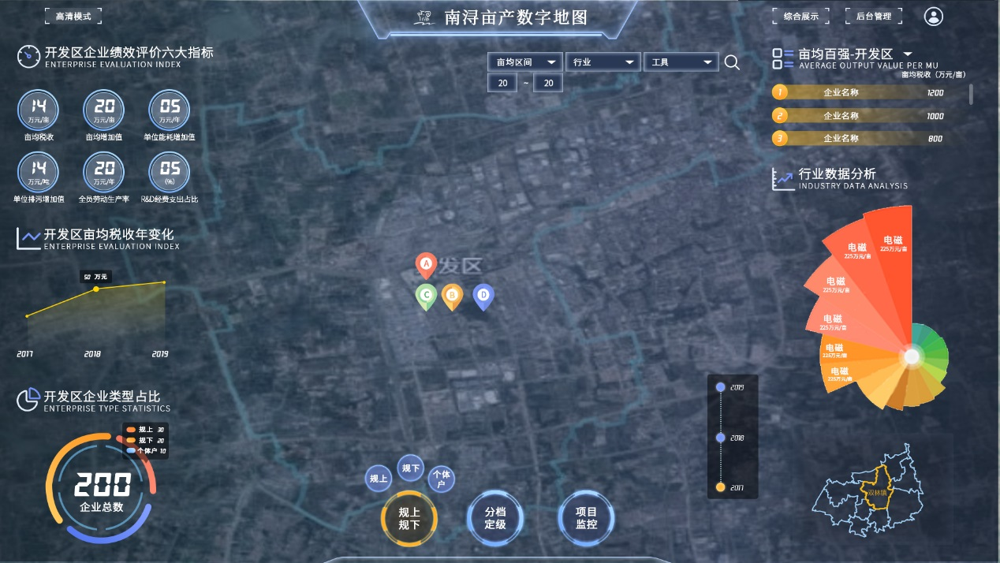 高清模式
南浔亩产数字地图
综合展示
后台管理
开发区企业绩效评价六大指标
ENTERPRISE EVALUATION INDEX
14
万元/亩
亩均税收
20
万元/亩
亩均增加值
05
万元/年
单位能耗增加值
14
万元/吨
单位排污增加值
20
万元/年
全员劳动生产率
05
(%)
R&D经费支出占比
开发区亩均税收年变化
ENTERPRISE EVALUATION INDEX
50 万元
2017
2018
2019
开发区企业类型占比
ENTERPRISE TYPE STATISTICS
规上 30
规下 20
个体户 10
200
企业总数
亩均区间
行业
工具
20 ~ 20
发区
A
C
B
D
规上
规下
个体
户
规上
规下
分档
定级
项目
监控
2019
2018
2017
亩均百强-开发区
AVERAGE OUTPUT VALUE PER MU
亩均税收（万元/亩）
1 企业名称 1200
2 企业名称 1000
3 企业名称 800
行业数据分析
INDUSTRY DATA ANALYSIS
电磁
225万元/亩
电磁
225万元/亩
电磁
225万元/亩
电磁
225万元/亩
电磁
225万元/亩
电磁
225万元/亩
双林镇